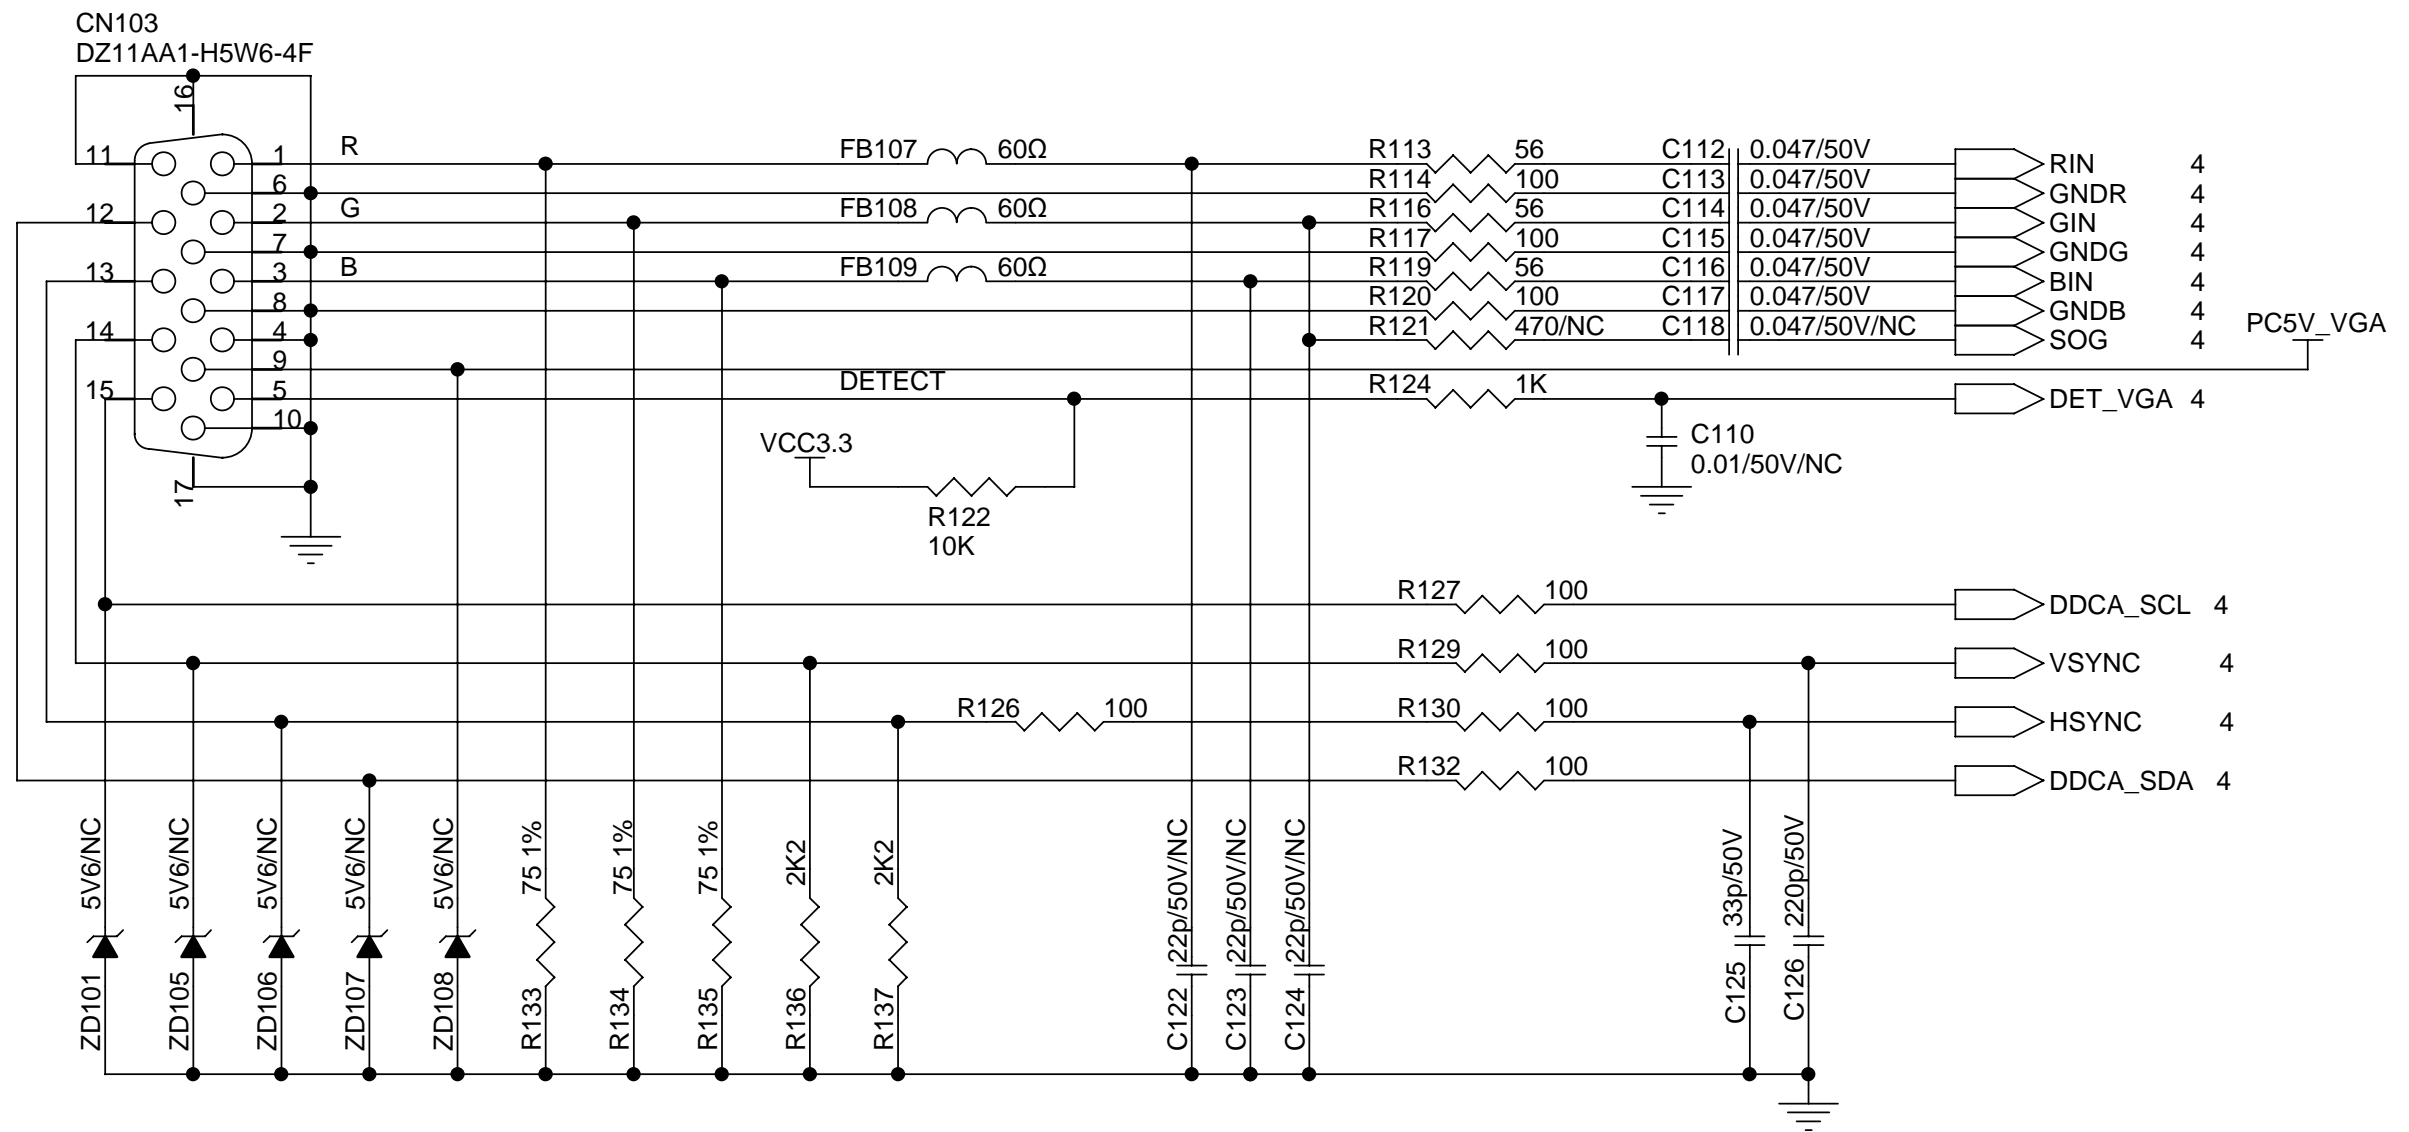 CN103
DZ11AA1-H5W6-4F
16
11 1 R FB107 60Ω R113 56 C112 0.047/50V RIN 4
6 R114 100 C113 0.047/50V GNDR 4
12 2 G FB108 60Ω R116 56 C114 0.047/50V GIN 4
7 R117 100 C115 0.047/50V GNDG 4
13 3 B FB109 60Ω R119 56 C116 0.047/50V BIN 4
8 R120 100 C117 0.047/50V GNDB 4
14 4 R121 470/NC C118 0.047/50V/NC SOG 4 PC5V_VGA
9
15 5 DETECT R124 1K DET_VGA 4
10
VCC3.3 C110
0.01/50V/NC
17
R122
10K
R127 100 DDCA_SCL 4
R129 100 VSYNC 4
R126 100 R130 100 HSYNC 4
R132 100 DDCA_SDA 4
ZD101 5V6/NC
ZD105 5V6/NC
ZD106 5V6/NC
ZD107 5V6/NC
ZD108 5V6/NC
R133 75 1%
R134 75 1%
R135 75 1%
R136 2K2
R137 2K2
C122 22p/50V/NC
C123 22p/50V/NC
C124 22p/50V/NC
C125 33p/50V
C126 220p/50V